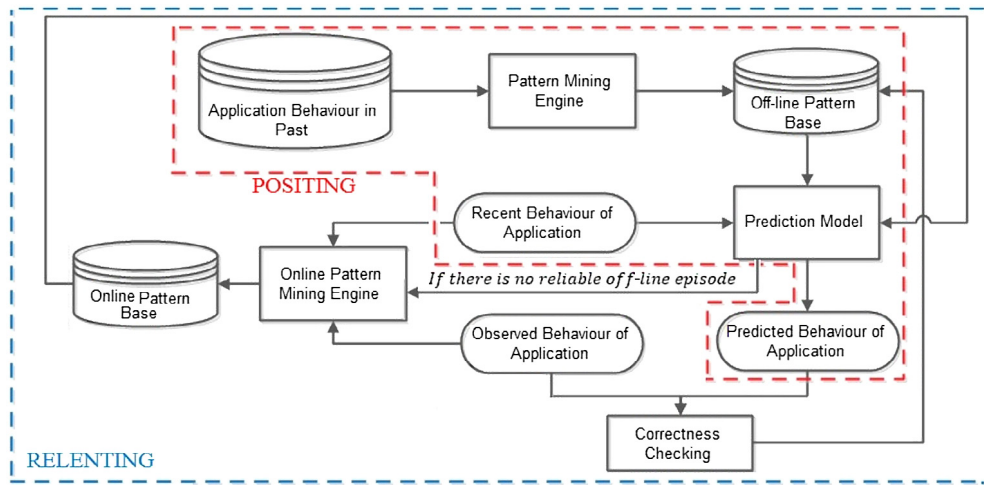 Application Behaviour in
Past
Pattern Mining
Engine
Off-line Pattern
Base
POSITING
Recent Behaviour of
Application
Prediction Model
Online Pattern
Base
Online Pattern
Mining Engine
If there is no reliable off-line episode
Observed Behaviour of
Application
Predicted Behaviour of
Application
Correctness
Checking
RELENTING